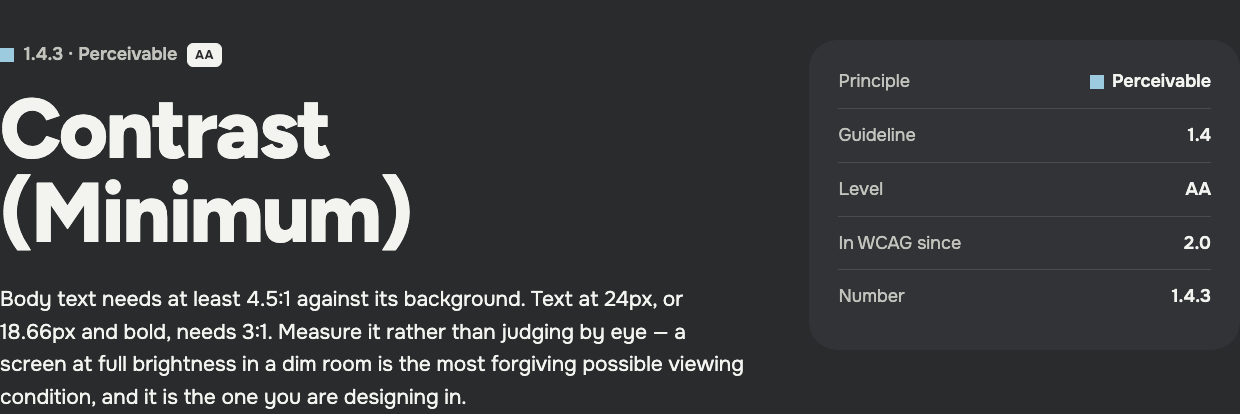 1.4.3 · Perceivable AA
Contrast
(Minimum)
Body text needs at least 4.5:1 against its background. Text at 24px, or
18.66px and bold, needs 3:1. Measure it rather than judging by eye — a
screen at full brightness in a dim room is the most forgiving possible viewing
condition, and it is the one you are designing in.
Principle Perceivable
Guideline 1.4
Level AA
In WCAG since 2.0
Number 1.4.3